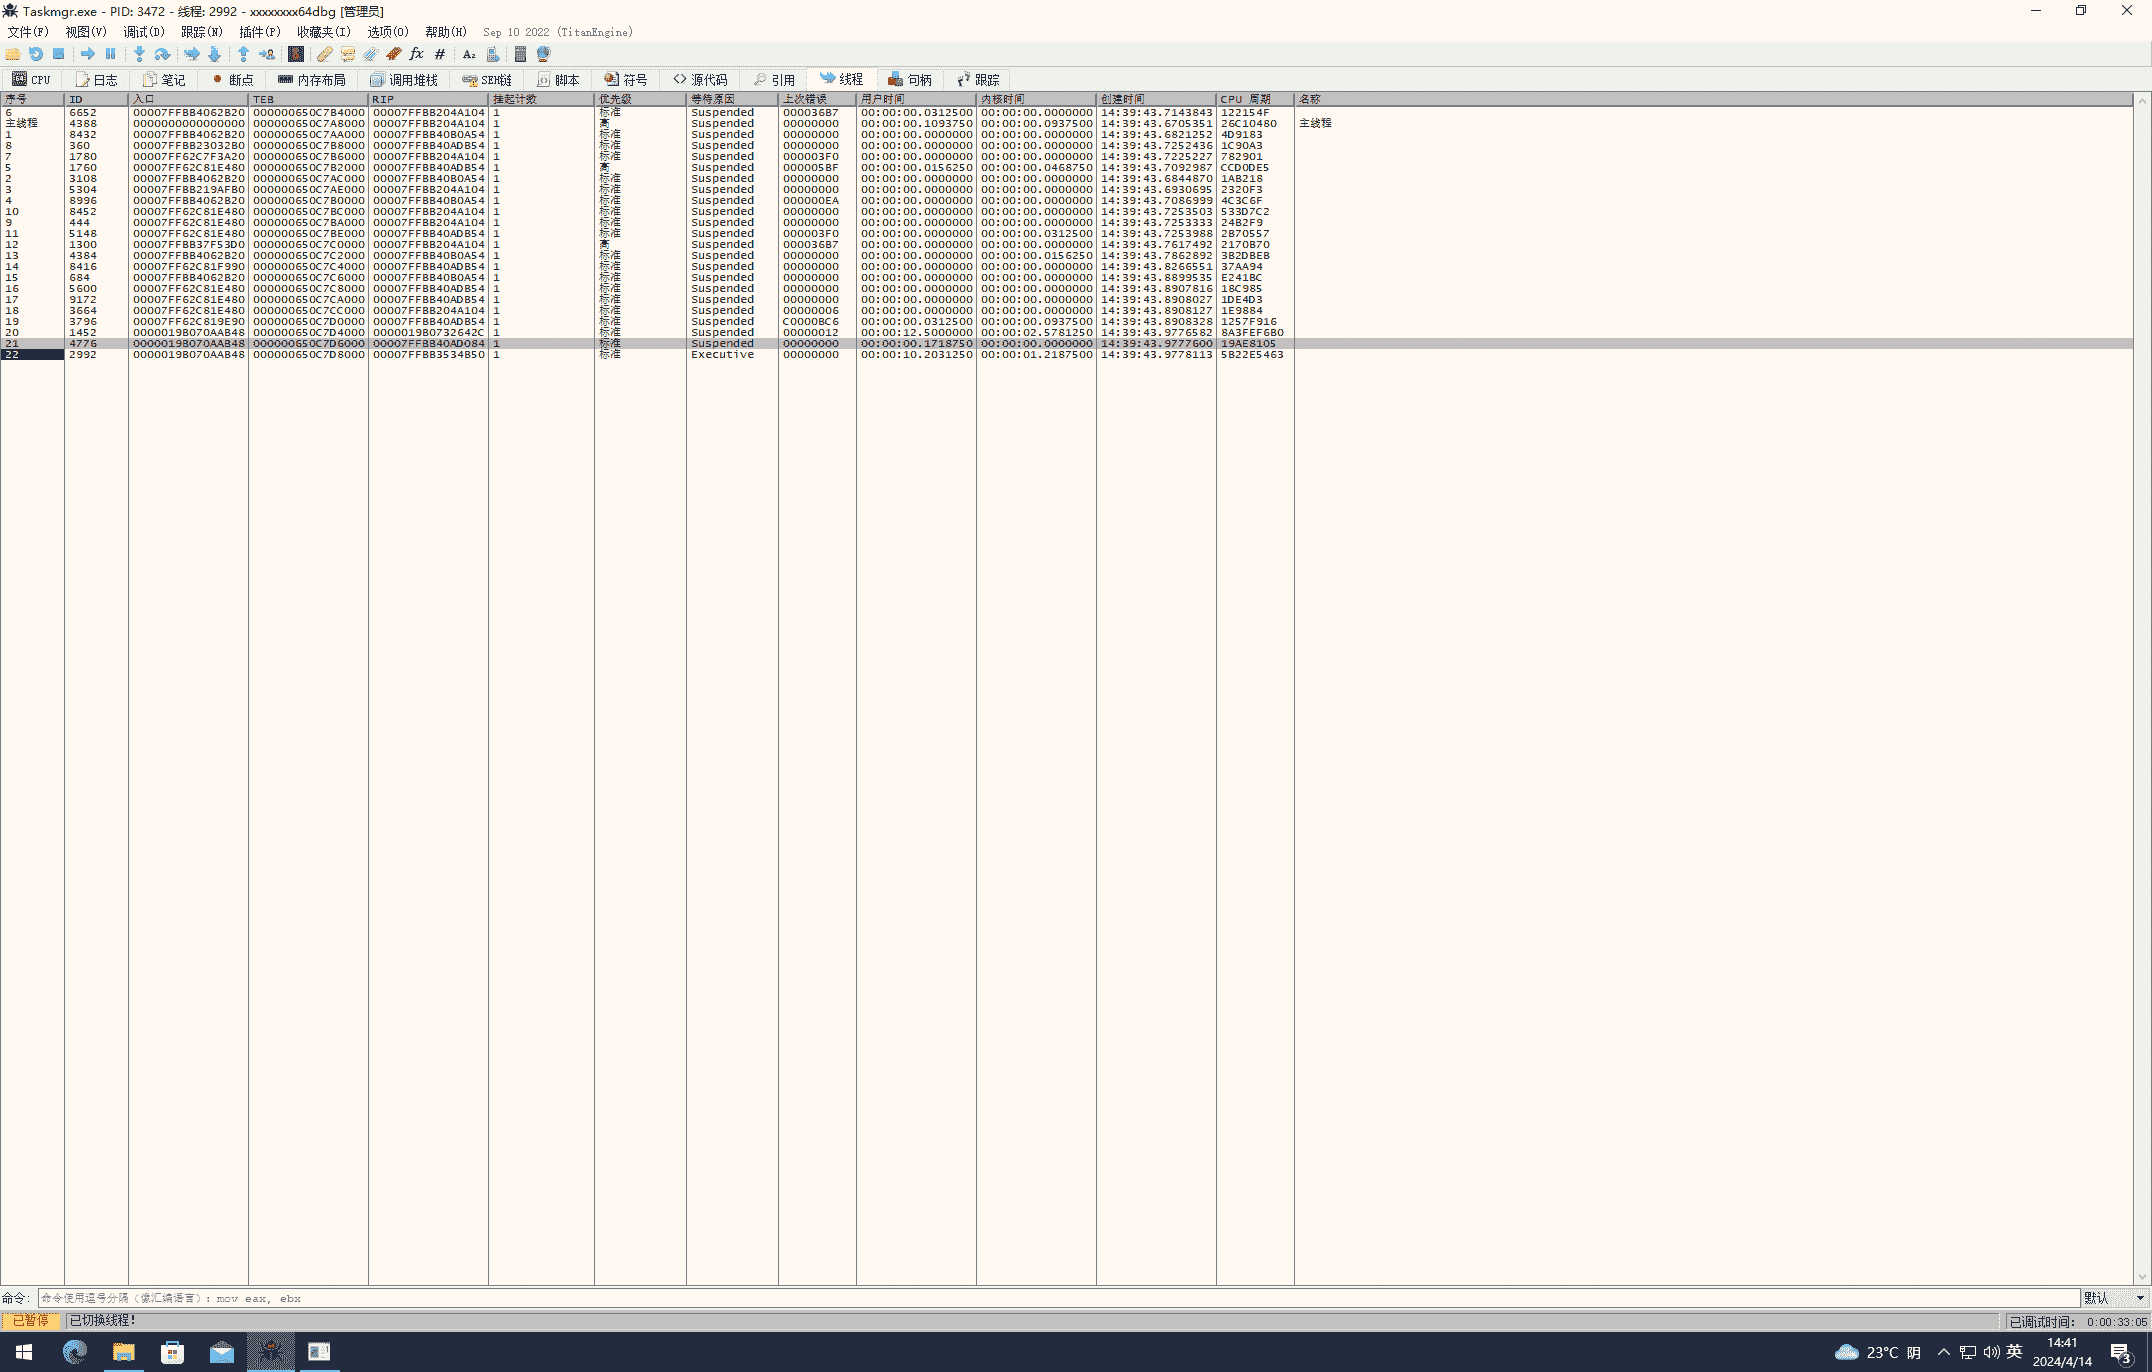 Taskmgr.exe - PID: 3472 - 线程: 2992 - xxxxxxxx64dbg [管理员]
文件(F) 视图(V) 调试(D) 跟踪(N) 插件(P) 收藏夹(I) 选项(O) 帮助(H) Sep 10 2022 (TitanEngine)
CPU 日志 笔记 断点 内存布局 调用堆栈 SEH链 脚本 符号 源代码 引用 线程 句柄 跟踪
序号 ID 入口 TEB RIP 挂起计数 优先级 等待原因 上次错误 用户时间 内核时间 创建时间 CPU 周期 名称
6 6652 00007FFBB4062B20 000000650C7B4000 00007FFBB204A104 1 标准 Suspended 000036B7 00:00:00.0312500 00:00:00.0000000 14:39:43.7143843 122154F
主线程 4388 0000000000000000 000000650C7A8000 00007FFBB204A104 1 高 Suspended 00000000 00:00:00.1093750 00:00:00.0937500 14:39:43.6705351 26C10480 主线程
1 8432 00007FFBB4062B20 000000650C7AA000 00007FFBB40B0A54 1 标准 Suspended 00000000 00:00:00.0000000 00:00:00.0000000 14:39:43.6821252 4D9183
8 360 00007FFBB23032B0 000000650C7B8000 00007FFBB40ADB54 1 标准 Suspended 00000000 00:00:00.0000000 00:00:00.0000000 14:39:43.7252436 1C90A3
7 1780 00007FF62C7F3A20 000000650C7B6000 00007FFBB204A104 1 标准 Suspended 000003F0 00:00:00.0000000 00:00:00.0000000 14:39:43.7225227 782901
5 1760 00007FF62C81E480 000000650C7B2000 00007FFBB40ADB54 1 高 Suspended 000005BF 00:00:00.0156250 00:00:00.0468750 14:39:43.7092987 CCD0DE5
2 3108 00007FFBB4062B20 000000650C7AC000 00007FFBB40B0A54 1 标准 Suspended 00000000 00:00:00.0000000 00:00:00.0000000 14:39:43.6844870 1AB218
3 5304 00007FFBB219AFB0 000000650C7AE000 00007FFBB204A104 1 标准 Suspended 00000000 00:00:00.0000000 00:00:00.0000000 14:39:43.6930695 2320F3
4 8996 00007FFBB4062B20 000000650C7B0000 00007FFBB40B0A54 1 标准 Suspended 000000EA 00:00:00.0000000 00:00:00.0000000 14:39:43.7086999 4C3C6F
10 8452 00007FF62C81E480 000000650C7BC000 00007FFBB204A104 1 标准 Suspended 00000000 00:00:00.0000000 00:00:00.0000000 14:39:43.7253503 533D7C2
9 444 00007FF62C81E480 000000650C7BA000 00007FFBB204A104 1 标准 Suspended 00000000 00:00:00.0000000 00:00:00.0000000 14:39:43.7253333 24B2F9
11 5148 00007FF62C81E480 000000650C7BE000 00007FFBB40ADB54 1 标准 Suspended 000003F0 00:00:00.0000000 00:00:00.0312500 14:39:43.7253988 2B70557
12 1300 00007FFBB37F53D0 000000650C7C0000 00007FFBB204A104 1 高 Suspended 000036B7 00:00:00.0000000 00:00:00.0000000 14:39:43.7617492 2170B70
13 4384 00007FFBB4062B20 000000650C7C2000 00007FFBB40B0A54 1 标准 Suspended 00000000 00:00:00.0000000 00:00:00.0156250 14:39:43.7862892 3B2DBEB
14 8416 00007FF62C81F990 000000650C7C4000 00007FFBB40ADB54 1 标准 Suspended 00000000 00:00:00.0000000 00:00:00.0000000 14:39:43.8266551 37AA94
15 684 00007FFBB4062B20 000000650C7C6000 00007FFBB40B0A54 1 标准 Suspended 00000000 00:00:00.0000000 00:00:00.0000000 14:39:43.8899535 E241BC
16 5600 00007FF62C81E480 000000650C7C8000 00007FFBB40ADB54 1 标准 Suspended 00000000 00:00:00.0000000 00:00:00.0000000 14:39:43.8907816 18C985
17 9172 00007FF62C81E480 000000650C7CA000 00007FFBB40ADB54 1 标准 Suspended 00000000 00:00:00.0000000 00:00:00.0000000 14:39:43.8908027 1DE4D3
18 3664 00007FF62C81E480 000000650C7CC000 00007FFBB204A104 1 标准 Suspended 00000006 00:00:00.0000000 00:00:00.0000000 14:39:43.8908127 1E9884
19 3796 00007FF62C819E90 000000650C7D0000 00007FFBB40ADB54 1 标准 Suspended C0000BC6 00:00:00.0312500 00:00:00.0937500 14:39:43.8908328 1257F916
20 1452 0000019B070AAB48 000000650C7D4000 0000019B0732642C 1 标准 Suspended 00000012 00:00:12.5000000 00:00:02.5781250 14:39:43.9776582 8A3FEF6B0
21 4776 0000019B070AAB48 000000650C7D6000 00007FFBB40AD084 1 标准 Suspended 00000000 00:00:00.1718750 00:00:00.0000000 14:39:43.9777600 19AE8105
22 2992 0000019B070AAB48 000000650C7D8000 00007FFBB3534B50 1 标准 Executive 00000000 00:00:10.2031250 00:00:01.2187500 14:39:43.9778113 5B22E5463
命令: 命令使用逗号分隔（像汇编语言）: mov eax, ebx 默认
已暂停 已切换线程! 已调试时间: 0:00:33:05
23°C 阴 英 14:41
2024/4/14 3